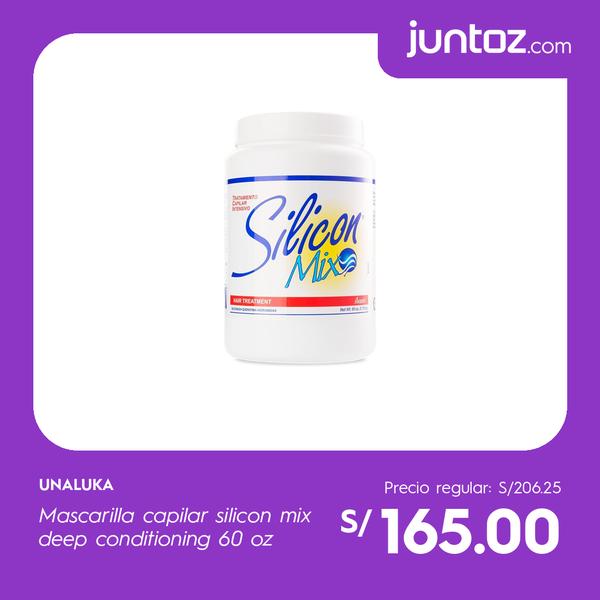 juntoz.com
TRATAMIENTO
CAPILAR
INTENSIVO
Silicon
Mix
HAIR TREATMENT
UNALUKA
Mascarilla capilar silicon mix
deep conditioning 60 oz
Precio regular: S/206.25
S/ 165.00